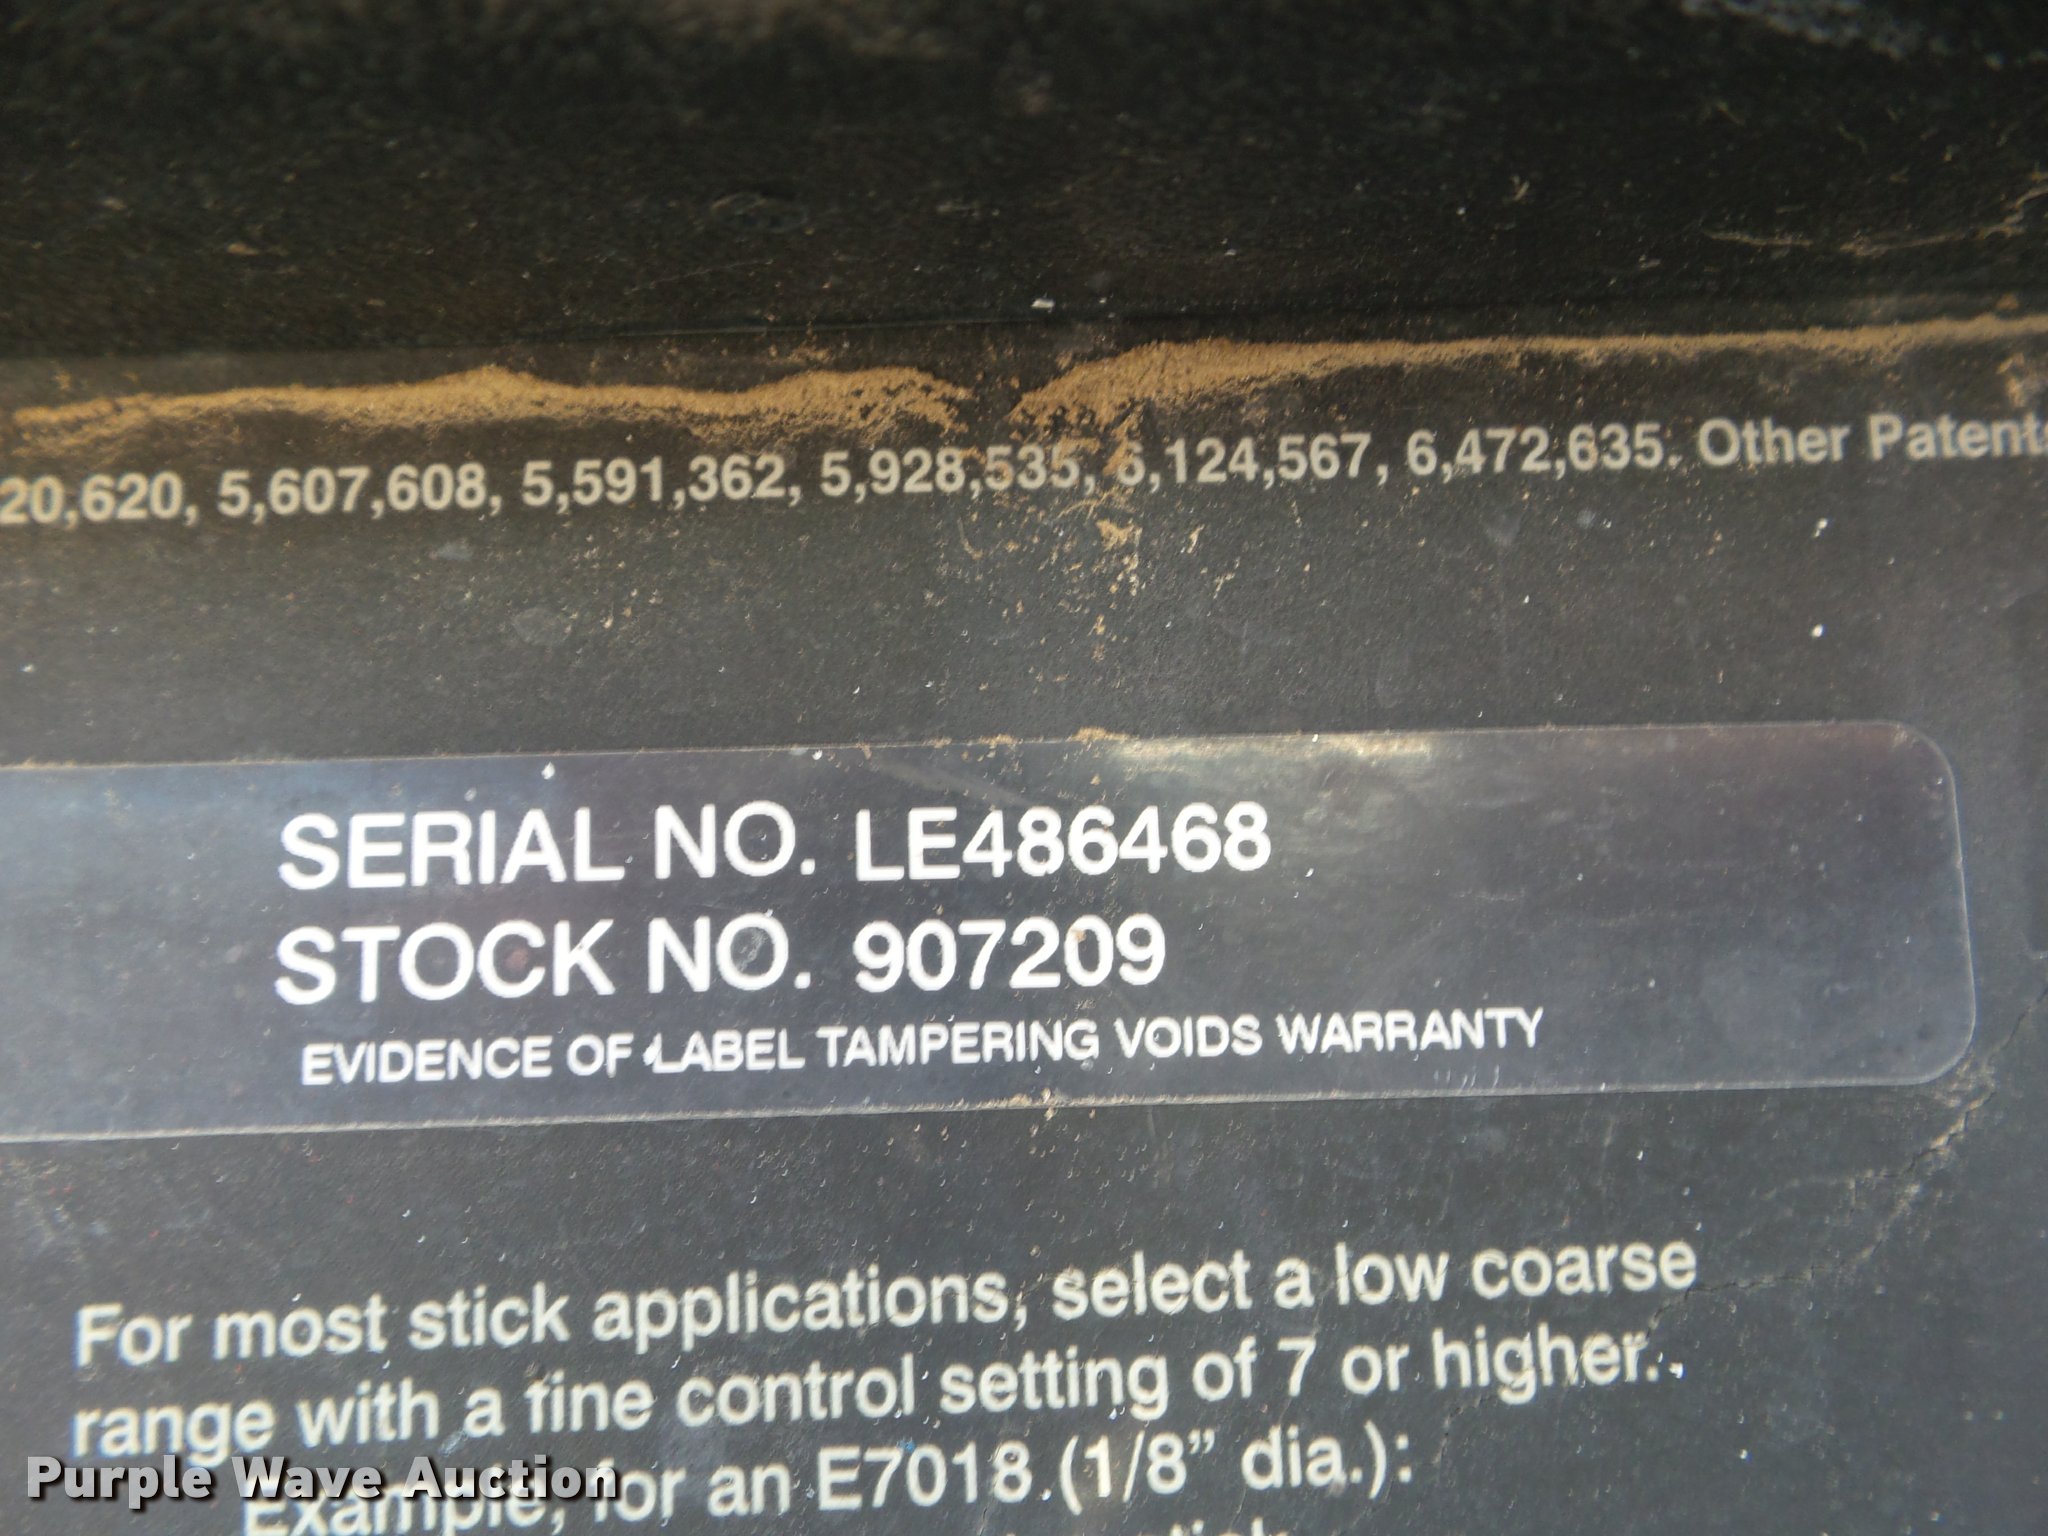 20,620, 5,607,608, 5,591,362, 5,928,535, 6,124,567, 6,472,635. Other Patents
SERIAL NO. LE486468
STOCK NO. 907209
EVIDENCE OF LABEL TAMPERING VOIDS WARRANTY
For most stick applications, select a low coarse
range with a fine control setting of 7 or higher.
Example, for an E7018 (1/8” dia.):
Purple Wave Auction